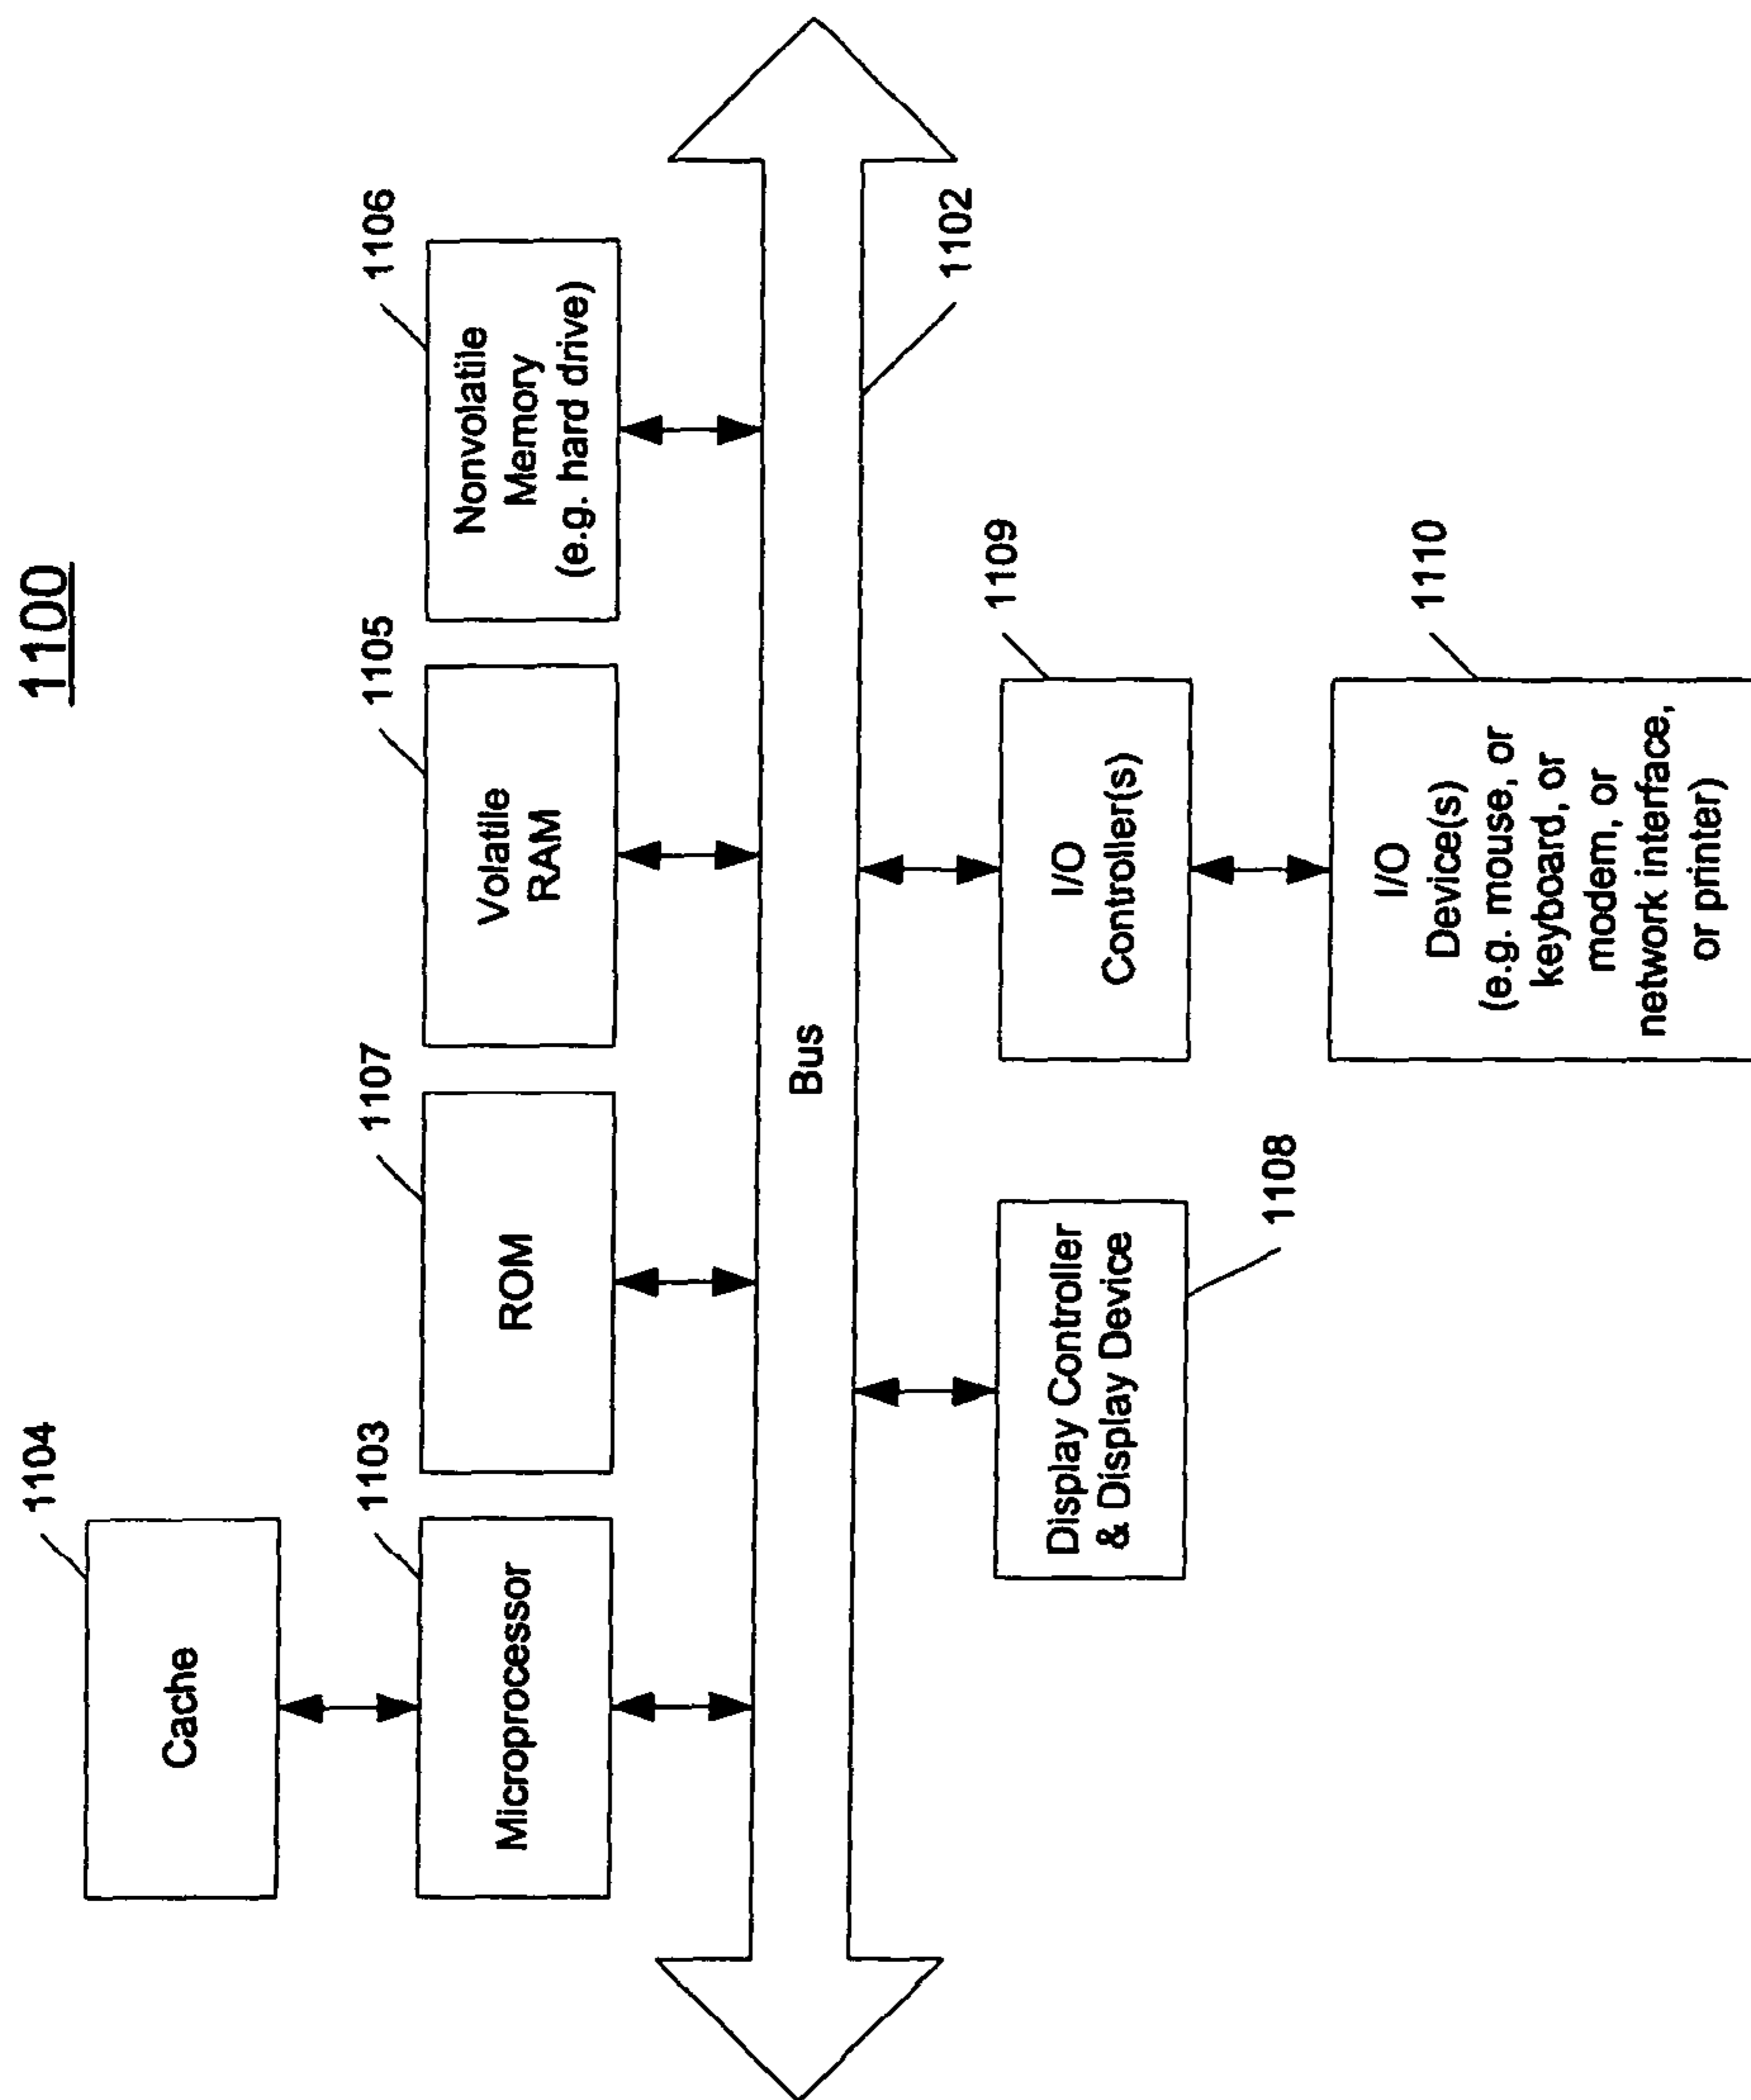 1100
1104
Cache
1103
Microprocessor
1107
ROM
1105
Volatile
RAM
1106
Nonvolatile
Memory
(e.g. hard drive)
Bus
1102
Display Controller
& Display Device
1108
1109
I/O
Controller(s)
1110
I/O
Device(s)
(e.g. mouse, or
keyboard, or
modem, or
network interface,
or printer)